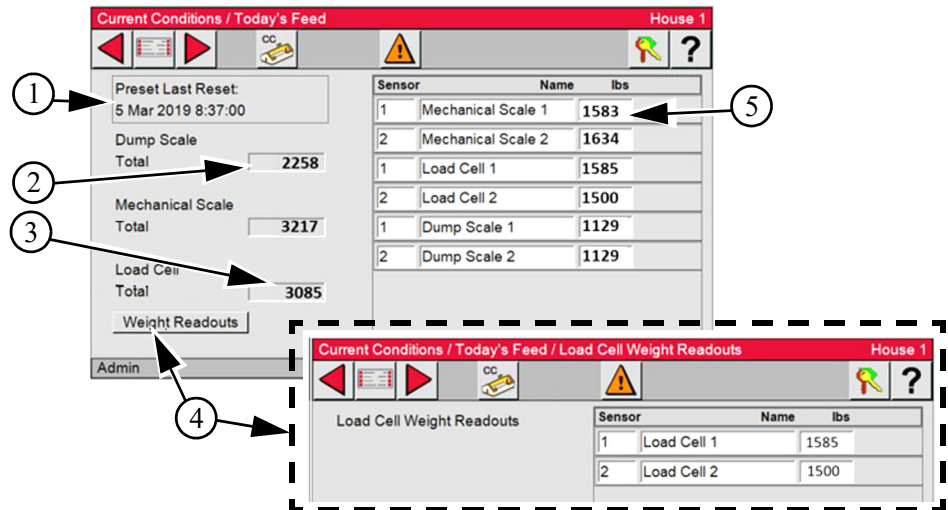 Current Conditions / Today's Feed House 1
CC
?
1
Preset Last Reset:
5 Mar 2019 8:37:00
Dump Scale
2
Total 2258
Mechanical Scale
3
Total 3217
Load Cell
Total 3085
Weight Readouts
4
Admin
Sensor Name lbs
1 Mechanical Scale 1 1583
5
2 Mechanical Scale 2 1634
1 Load Cell 1 1585
2 Load Cell 2 1500
1 Dump Scale 1 1129
2 Dump Scale 2 1129
Current Conditions / Today's Feed / Load Cell Weight Readouts House 1
CC
?
Load Cell Weight Readouts
Sensor Name lbs
1 Load Cell 1 1585
2 Load Cell 2 1500